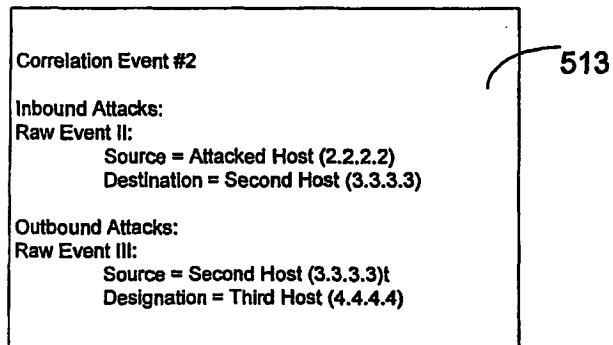 Correlation Event #2
513
Inbound Attacks:
Raw Event II:
Source = Attacked Host (2.2.2.2)
Destination = Second Host (3.3.3.3)
Outbound Attacks:
Raw Event III:
Source = Second Host (3.3.3.3)t
Designation = Third Host (4.4.4.4)